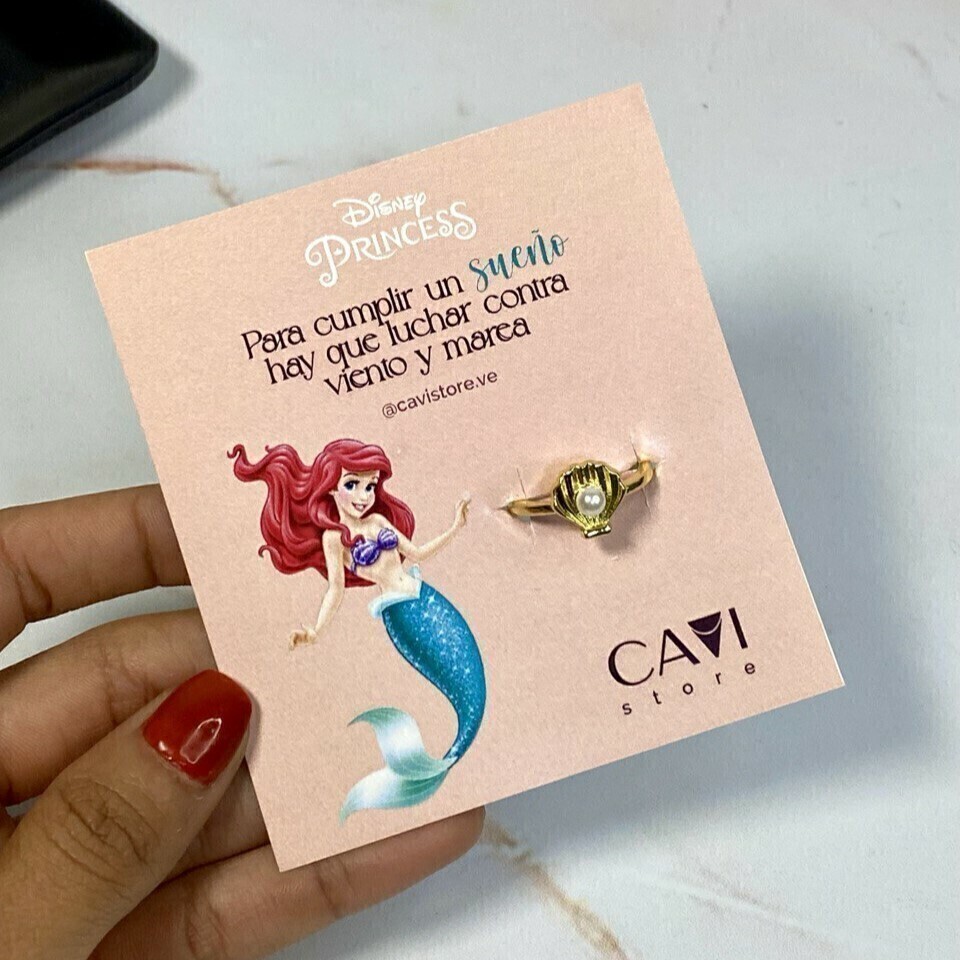 Disney
PRINCESS
Para cumplir un sueño
hay que luchar contra
viento y marea
@cavistore.ve
CAVI
store